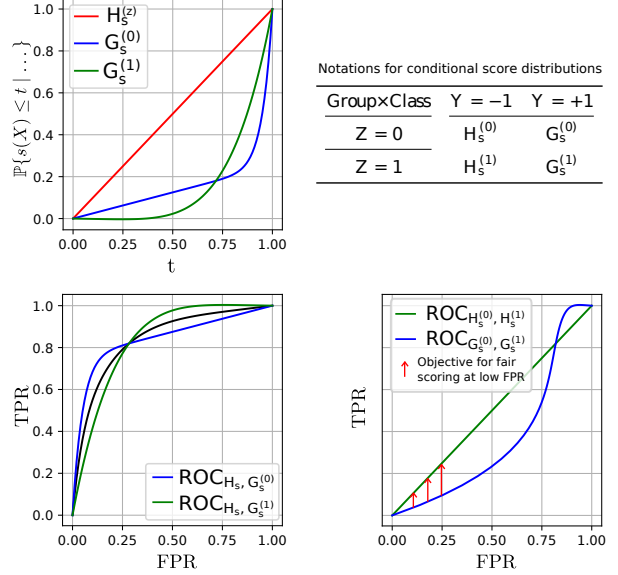 1.0
0.8
0.6
0.4
0.2
0.0
ℙ{s(X) ≤ t | ...}
H_s^(z)
G_s^(0)
G_s^(1)
0.00 0.25 0.50 0.75 1.00
t
Notations for conditional score distributions
Group×Class Y = −1 Y = +1
Z = 0 H_s^(0) G_s^(0)
Z = 1 H_s^(1) G_s^(1)
1.0
0.8
0.6
0.4
0.2
0.0
TPR
ROC_{H_s, G_s^(0)}
ROC_{H_s, G_s^(1)}
0.00 0.25 0.50 0.75 1.00
FPR
TPR
ROC_{H_s^(0), H_s^(1)}
ROC_{G_s^(0), G_s^(1)}
Objective for fair
scoring at low FPR
0.00 0.25 0.50 0.75 1.00
FPR